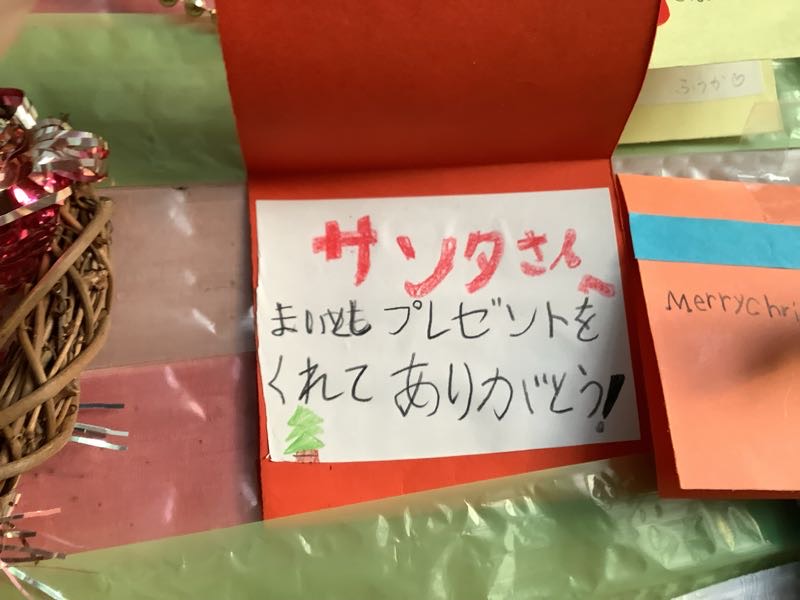 ふうか♡
サンタさんへ
まいとしプレゼントを
くれてありがとう!
Merrychri